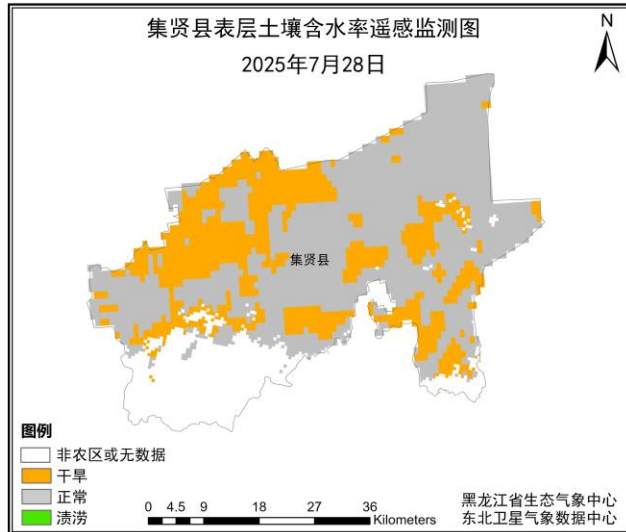 集贤县表层土壤含水率遥感监测图
2025年7月28日
N
集贤县
图例
非农区或无数据
干旱
正常
渍涝
0 4.5 9 18 27 36
Kilometers
黑龙江省生态气象中心
东北卫星气象数据中心